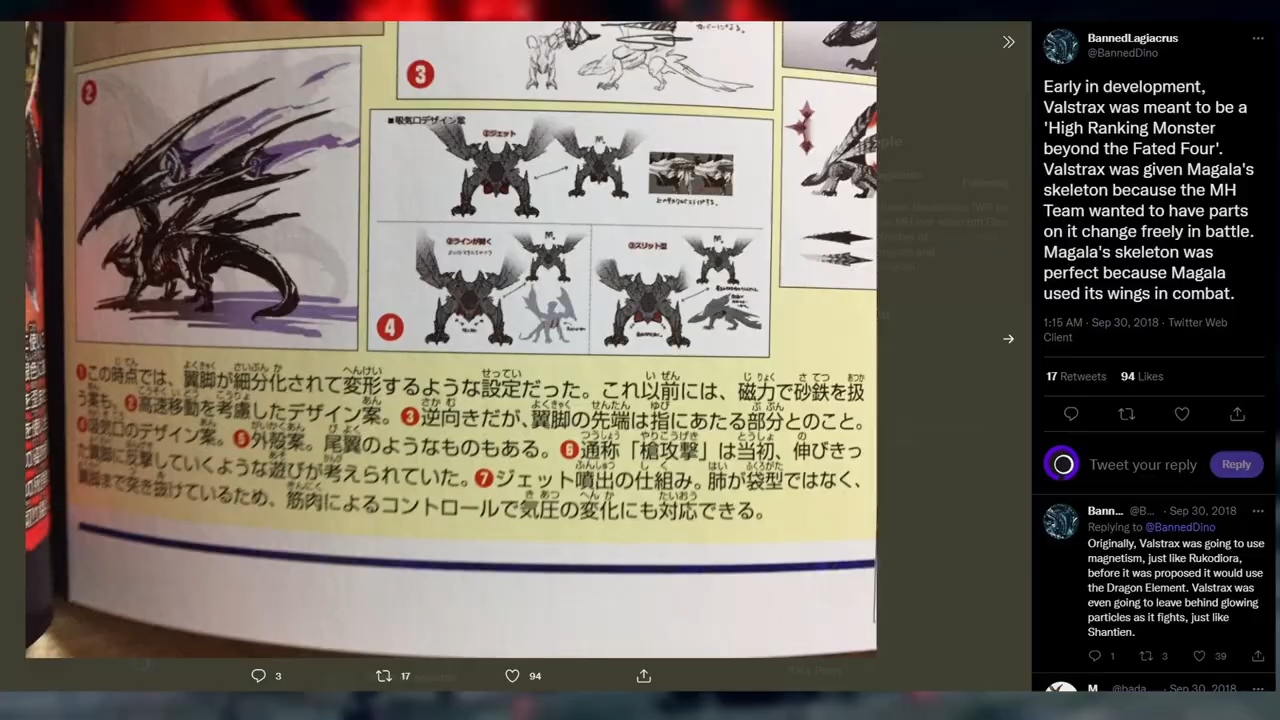 2
3
■吸気口デザイン案
①ジェット
②ラインが開く
③スリット型
4
❶この時点では、翼脚が細分化されて変形するような設定だった。これ以前には、磁力で砂鉄を扱
う案も。❷高速移動を考慮したデザイン案。❸逆向きだが、翼脚の先端は指にあたる部分とのこと。
❹吸気口のデザイン案。❺外殻案。尾翼のようなものもある。❻通称「槍攻撃」は当初、伸びきっ
た翼脚に反撃していくような遊びが考えられていた。❼ジェット噴出の仕組み。肺が袋型ではなく、
翼脚まで突き抜けているため、筋肉によるコントロールで気圧の変化にも対応できる。
3
17
94
BannedLagiacrus
@BannedDino
Early in development,
Valstrax was meant to be a
'High Ranking Monster
beyond the Fated Four'.
Valstrax was given Magala's
skeleton because the MH
Team wanted to have parts
on it change freely in battle.
Magala's skeleton was
perfect because Magala
used its wings in combat.
1:15 AM · Sep 30, 2018 · Twitter Web
Client
17 Retweets 94 Likes
Tweet your reply
Reply
Bann... @B... · Sep 30, 2018
Replying to @BannedDino
Originally, Valstrax was going to use
magnetism, just like Rukodiora,
before it was proposed it would use
the Dragon Element. Valstrax was
even going to leave behind glowing
particles as it fights, just like
Shantien.
1 3 39
M @bada Sep 30, 2018